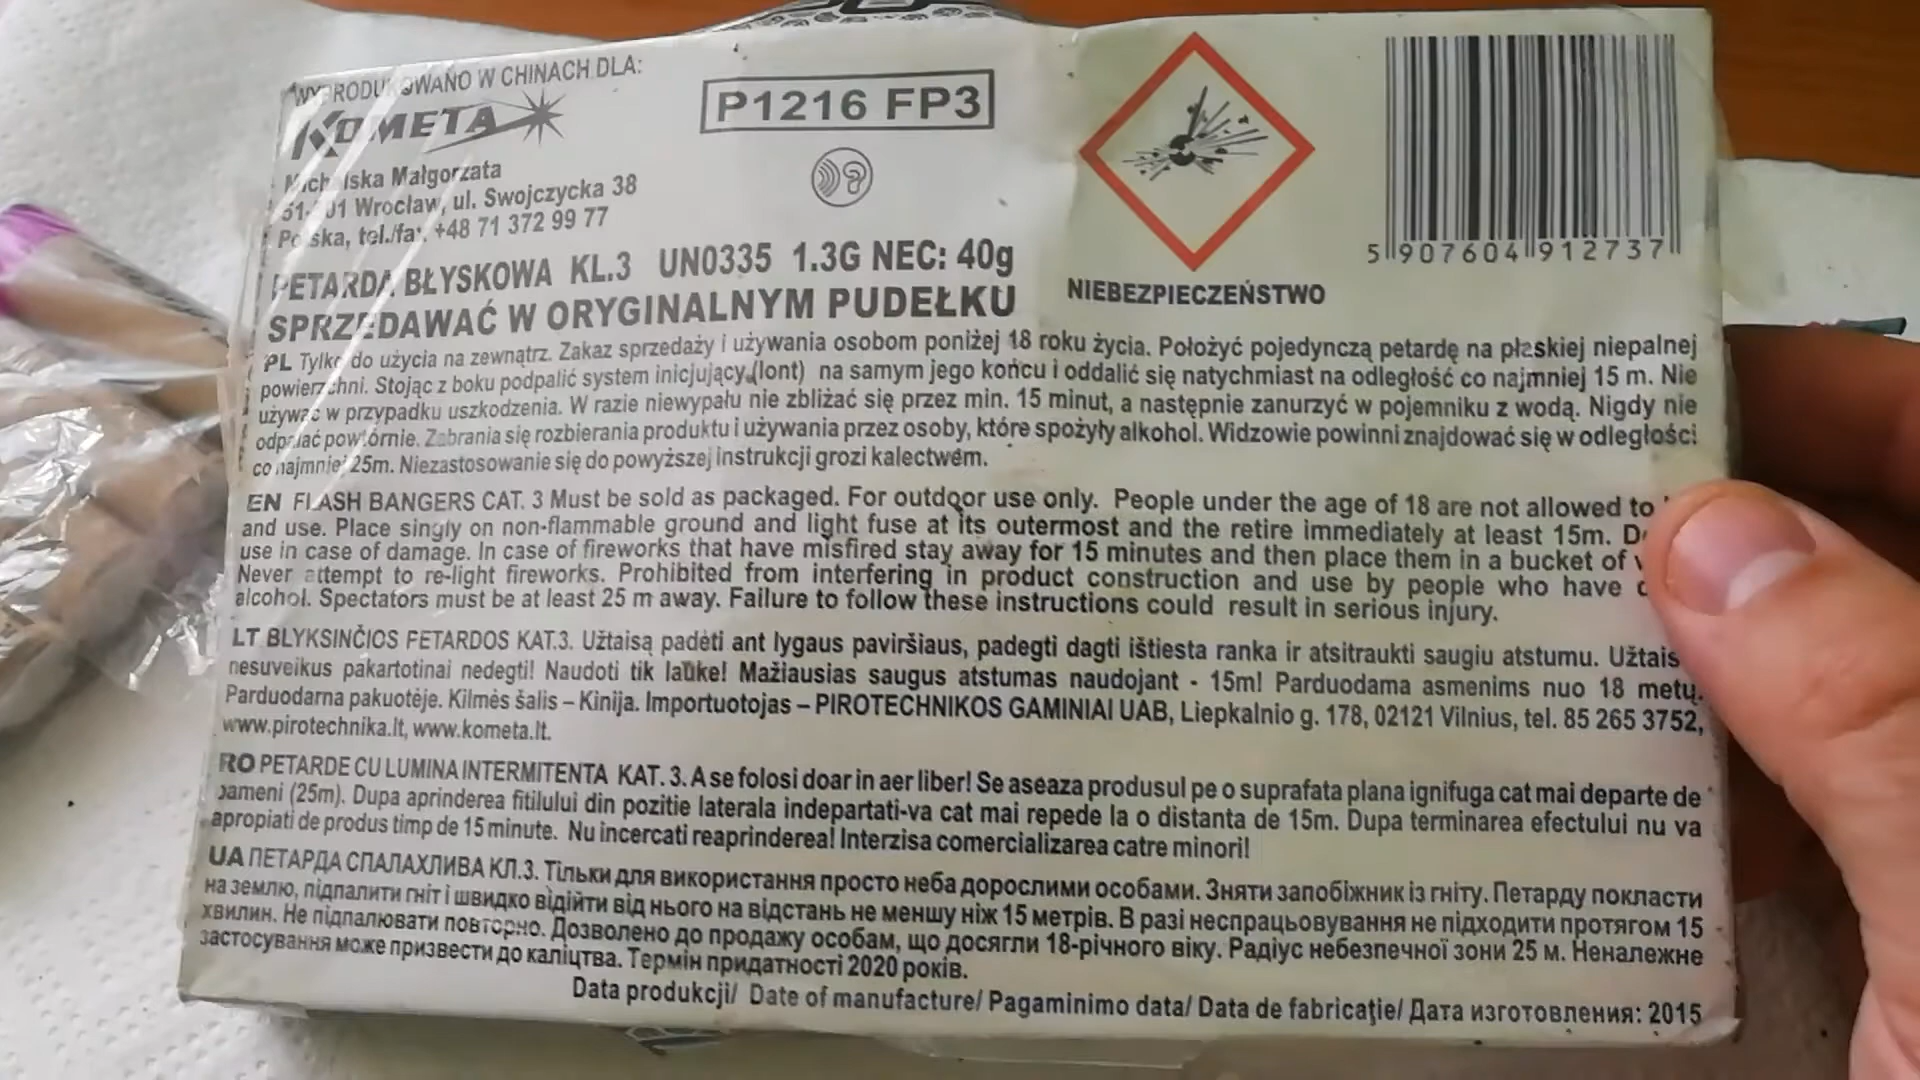 WYPRODUKOWANO W CHINACH DLA:
KOMETA
Małgorzata
Wrocław, ul. Swojczycka 38
Polska, tel./fax. +48 71 372 99 77
P1216 FP3
PETARDA BŁYSKOWA KL.3 UN0335 1.3G NEC: 40g
SPRZEDAWAĆ W ORYGINALNYM PUDEŁKU
NIEBEZPIECZEŃSTWO
5 907604 912737
PL Tylko do użycia na zewnątrz. Zakaz sprzedaży i używania osobom poniżej 18 roku życia. Położyć pojedynczą petardę na płaskiej niepalnej
powierzchni. Stojąc z boku podpalić system inicjujący (lont) na samym jego końcu i oddalić się natychmiast na odległość co najmniej 15 m. Nie
używać w przypadku uszkodzenia. W razie niewypału nie zbliżać się przez min. 15 minut, a następnie zanurzyć w pojemniku z wodą. Nigdy nie
odpalać powtórnie. Zabrania się rozbierania produktu i używania przez osoby, które spożyły alkohol. Widzowie powinni znajdować się w odległości
co najmniej 25m. Niezastosowanie się do powyższej instrukcji grozi kalectwem.
EN FLASH BANGERS CAT. 3 Must be sold as packaged. For outdoor use only. People under the age of 18 are not allowed to
and use. Place singly on non-flammable ground and light fuse at its outermost and the retire immediately at least 15m.
use in case of damage. In case of fireworks that have misfired stay away for 15 minutes and then place them in a bucket of
Never attempt to re-light fireworks. Prohibited from interfering in product construction and use by people who have
alcohol. Spectators must be at least 25 m away. Failure to follow these instructions could result in serious injury.
LT BLYKSINČIOS FETARDOS KAT.3. Užtaisą padėti ant lygaus paviršiaus, padegti dagti ištiesta ranka ir atsitraukti saugiu atstumu. Užtais
nesuveikus pakartotinai nedegti! Naudoti tik lauke! Mažiausias saugus atstumas naudojant - 15m! Parduodama asmenims nuo 18 metų.
Parduodarna pakuotėje. Kilmės šalis – Kinija. Importuotojas – PIROTECHNIKOS GAMINIAI UAB, Liepkalnio g. 178, 02121 Vilnius, tel. 85 265 3752,
www.pirotechnika.lt, www.kometa.lt.
RO PETARDE CU LUMINA INTERMITENTA KAT. 3. A se folosi doar in aer liber! Se aseaza produsul pe o suprafata plana ignifuga cat mai departe de
oameni (25m). Dupa aprinderea fitilului din pozitie laterala indepartati-va cat mai repede la o distanta de 15m. Dupa terminarea efectului nu va
apropiati de produs timp de 15 minute. Nu incercati reaprinderea! Interzisa comercializarea catre minori!
UA ПЕТАРДА СПАЛАХЛИВА КЛ.3. Тільки для використання просто неба дорослими особами. Зняти запобіжник із гніту. Петарду покласти
на землю, підпалити гніт і швидко відійти від нього на відстань не меншу ніж 15 метрів. В разі неспрацьовування не підходити протягом 15
хвилин. Не підпалювати повторно. Дозволено до продажу особам, що досягли 18-річного віку. Радіус небезпечної зони 25 м. Неналежне
застосування може призвести до каліцтва. Термін придатності 2020 років.
Data produkcji/ Date of manufacture/ Pagaminimo data/ Data de fabricaţie/ Дата изготовления: 2015